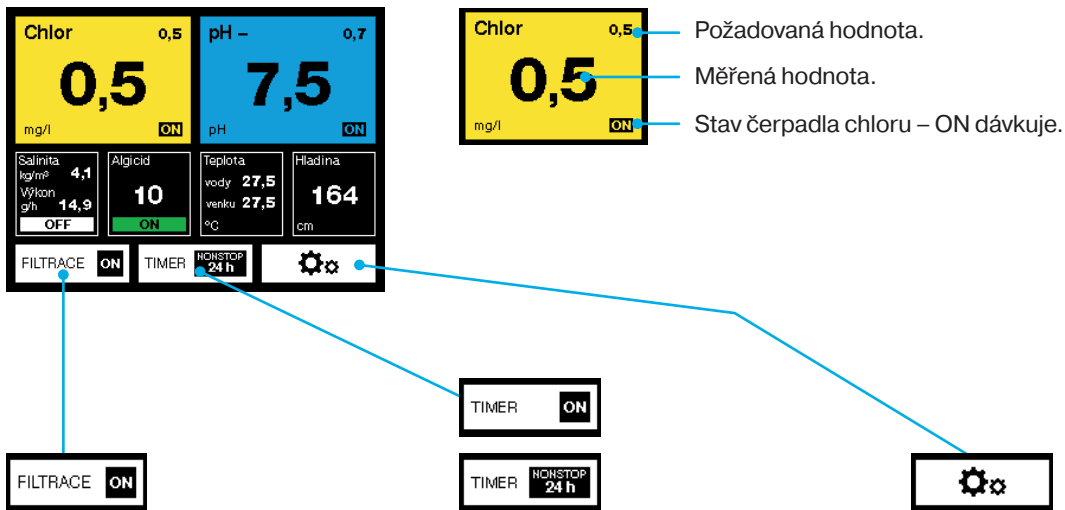 Chlor 0,5
0,5
mg/l ON
pH – 0,7
7,5
pH ON
Salinita
kg/m³ 4,1
Výkon
g/h 14,9
OFF
Algicid
10
ON
Teplota
vody 27,5
venku 27,5
°C
Hladina
164
cm
FILTRACE ON
TIMER NONSTOP
24 h
Chlor 0,5
0,5
mg/l ON
Požadovaná hodnota.
Měřená hodnota.
Stav čerpadla chloru – ON dávkuje.
TIMER ON
FILTRACE ON
TIMER NONSTOP
24 h